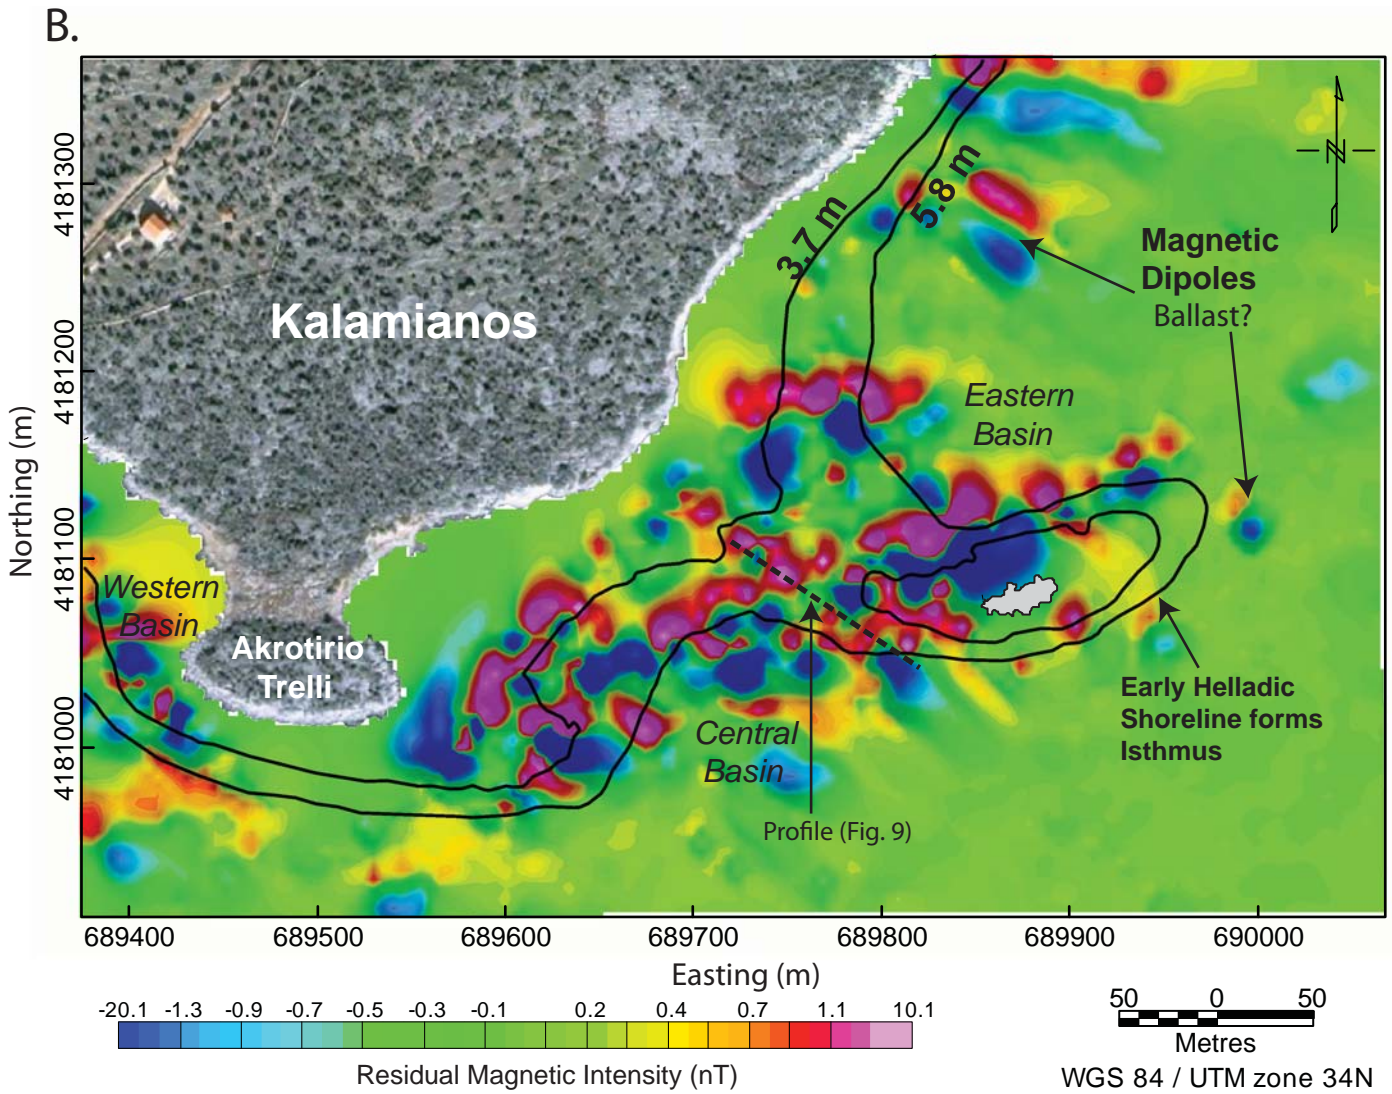 B.
4181300
4181200
4181100
4181000
Northing (m)
Kalamianos
3.7 m
5.8 m
N
Magnetic
Dipoles
Ballast?
Eastern
Basin
Western
Basin
Akrotirio
Trelli
Central
Basin
Early Helladic
Shoreline forms
Isthmus
Profile (Fig. 9)
689400 689500 689600 689700 689800 689900 690000
Easting (m)
-20.1 -1.3 -0.9 -0.7 -0.5 -0.3 -0.1 0.2 0.4 0.7 1.1 10.1
Residual Magnetic Intensity (nT)
50 0 50
Metres
WGS 84 / UTM zone 34N